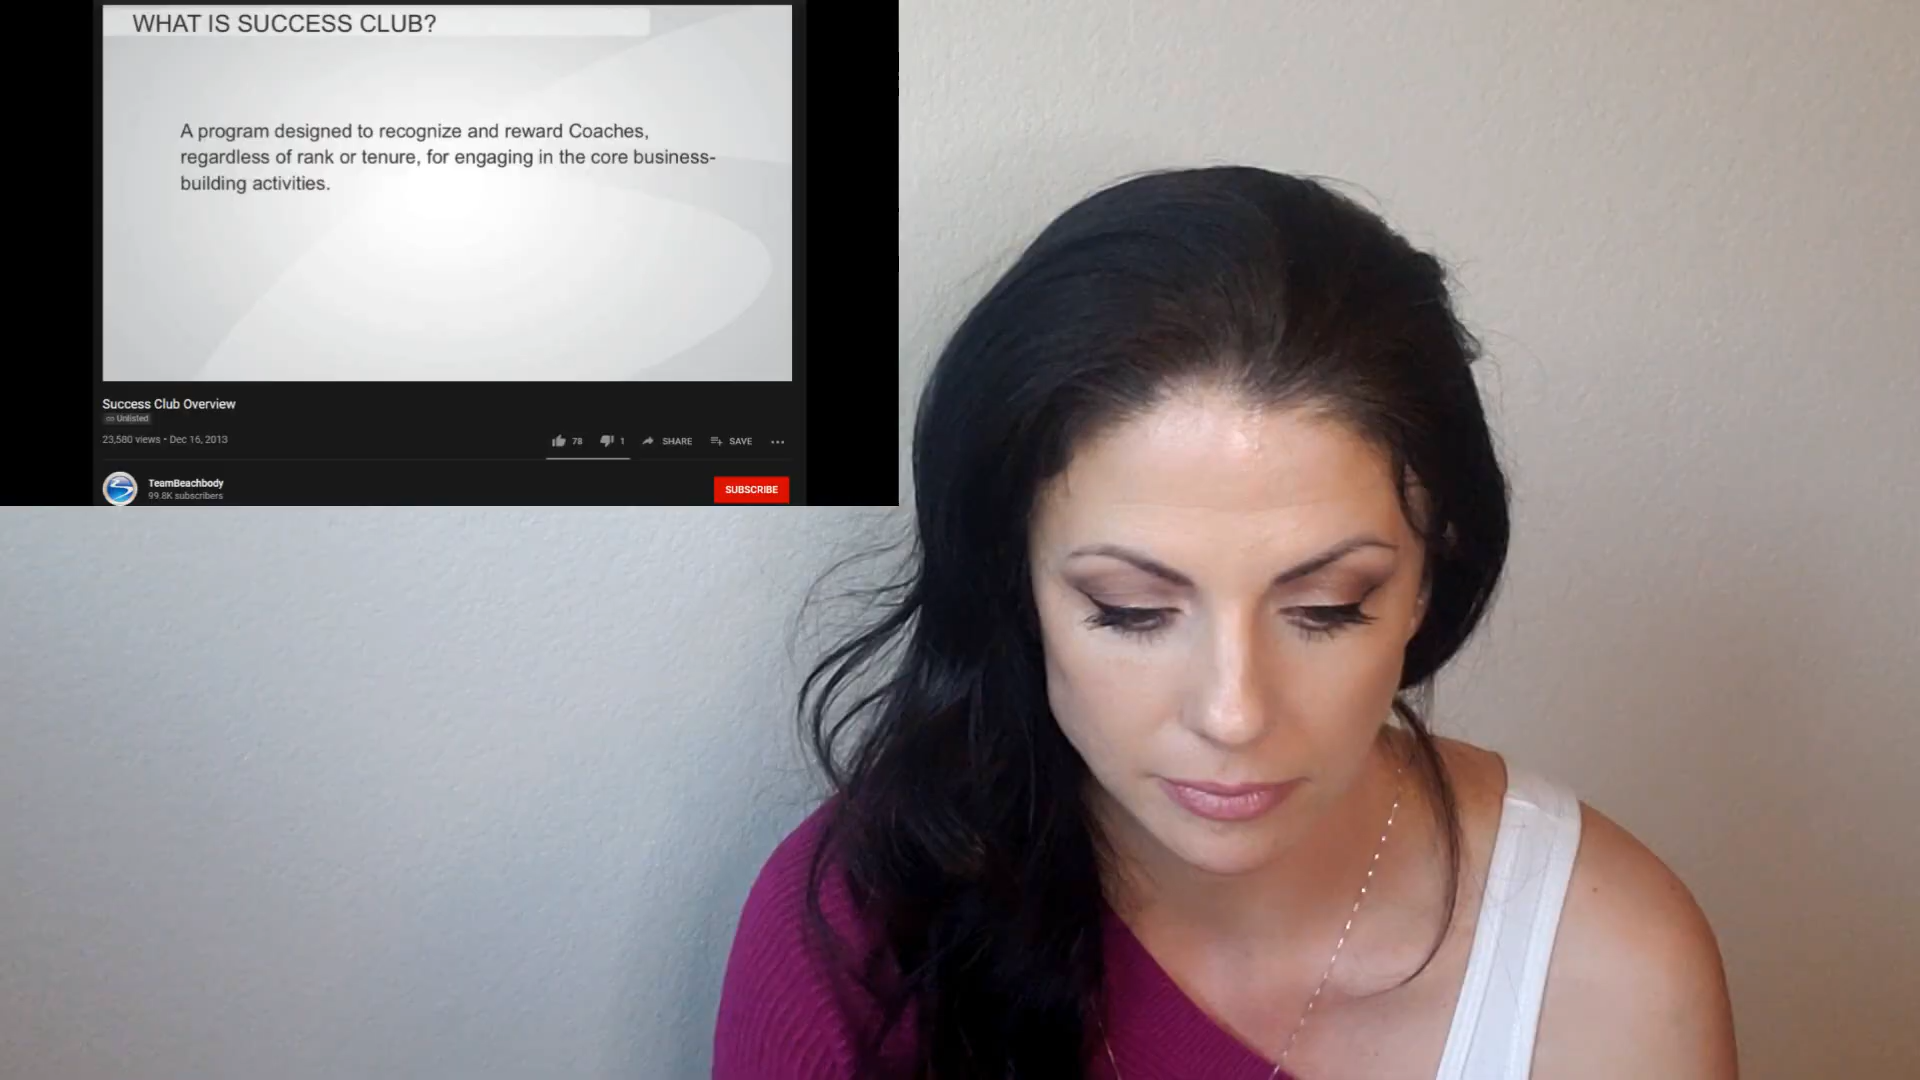 WHAT IS SUCCESS CLUB?
A program designed to recognize and reward Coaches,
regardless of rank or tenure, for engaging in the core business-
building activities.
Success Club Overview
Unlisted
23,580 views • Dec 16, 2013
78 1 SHARE SAVE
TeamBeachbody
99.8K subscribers
SUBSCRIBE